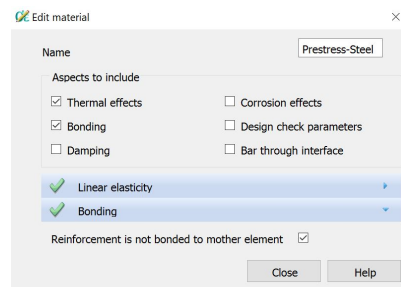 Edit material
Name
Prestress-Steel
Aspects to include
Thermal effects
Corrosion effects
Bonding
Design check parameters
Damping
Bar through interface
Linear elasticity
Bonding
Reinforcement is not bonded to mother element
Close
Help